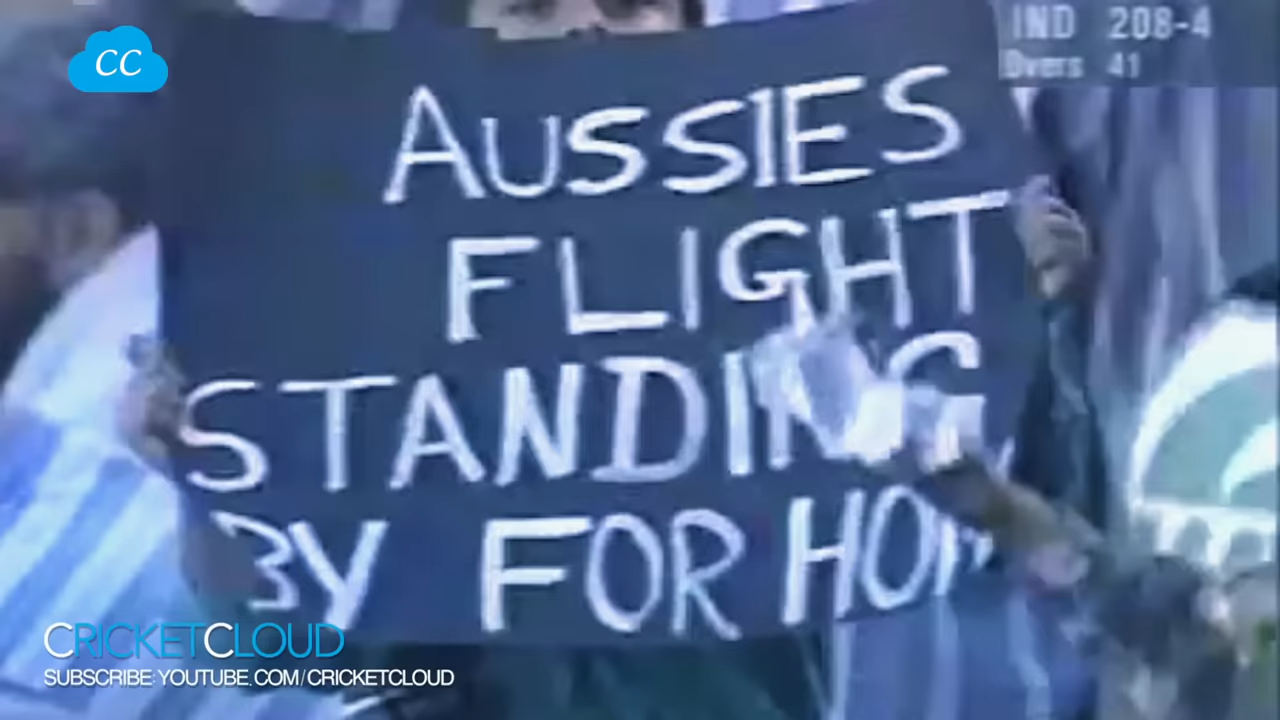 CC
IND 208-4
Overs 41
AUSSIES
FLIGHT
STANDING
BY FOR
CRICKETCLOUD
SUBSCRIBE: YOUTUBE.COM/CRICKETCLOUD